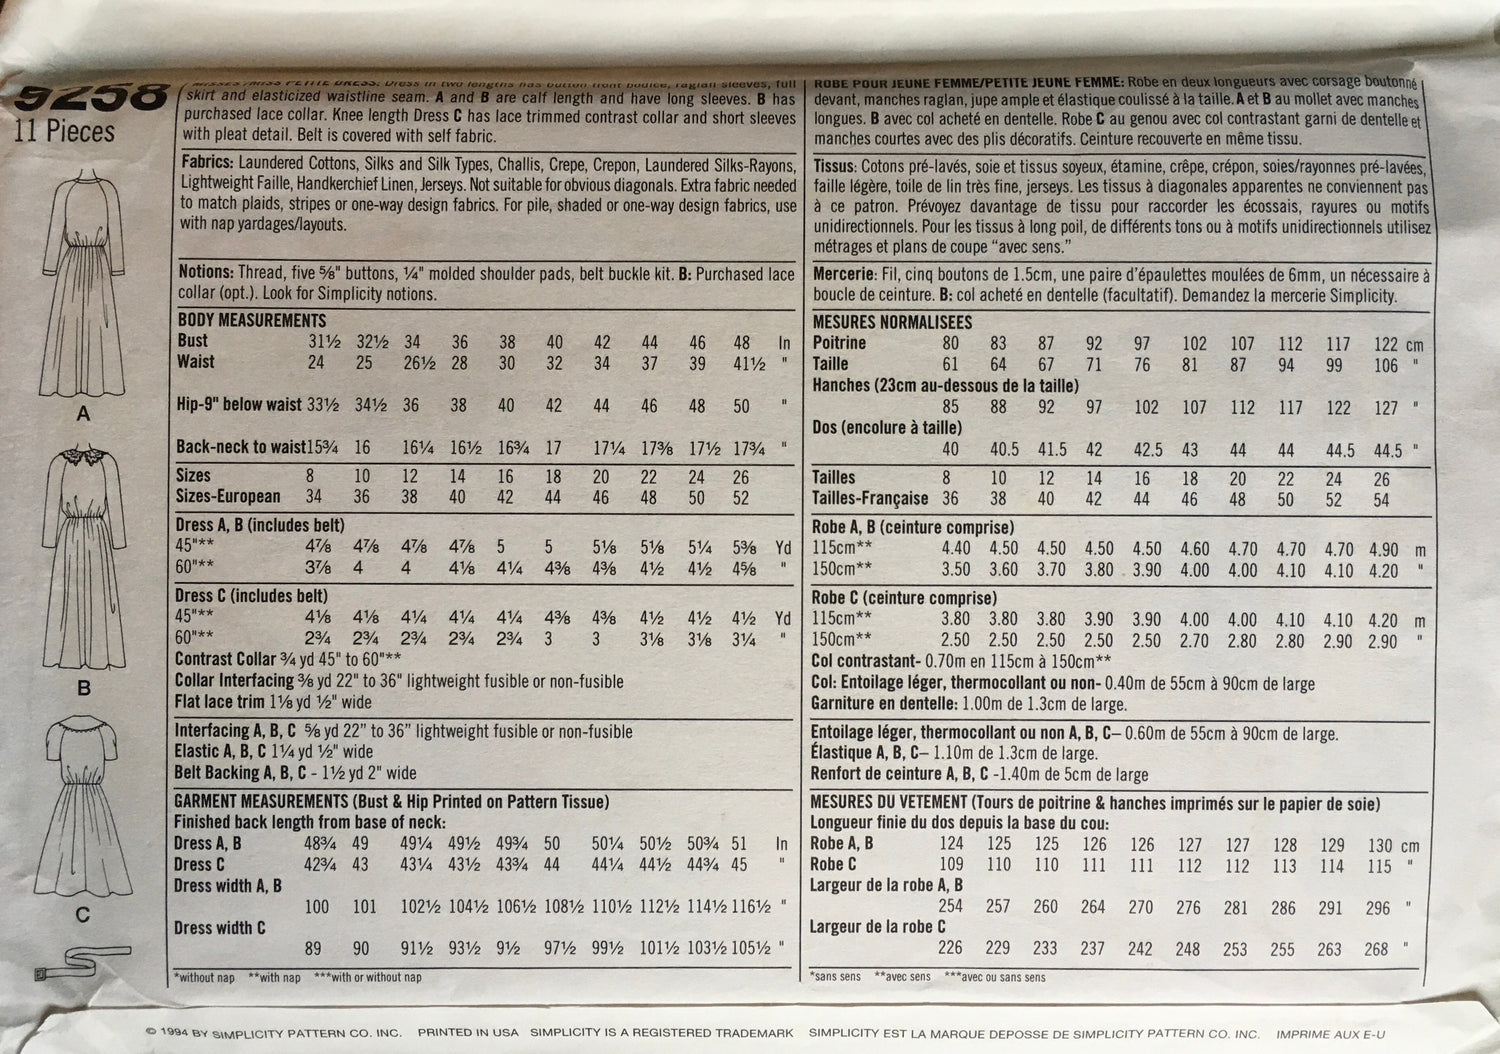 9258
11 Pieces
A
B
C
MISSES'/MISS PETITE DRESS: Dress in two lengths has button front bodice, raglan sleeves, full
skirt and elasticized waistline seam. A and B are calf length and have long sleeves. B has
purchased lace collar. Knee length Dress C has lace trimmed contrast collar and short sleeves
with pleat detail. Belt is covered with self fabric.
Fabrics: Laundered Cottons, Silks and Silk Types, Challis, Crepe, Crepon, Laundered Silks-Rayons,
Lightweight Faille, Handkerchief Linen, Jerseys. Not suitable for obvious diagonals. Extra fabric needed
to match plaids, stripes or one-way design fabrics. For pile, shaded or one-way design fabrics, use
with nap yardages/layouts.
Notions: Thread, five ⅝" buttons, ¼" molded shoulder pads, belt buckle kit. B: Purchased lace
collar (opt.). Look for Simplicity notions.
BODY MEASUREMENTS
Bust 31½ 32½ 34 36 38 40 42 44 46 48 In
Waist 24 25 26½ 28 30 32 34 37 39 41½ "
Hip-9" below waist 33½ 34½ 36 38 40 42 44 46 48 50 "
Back-neck to waist 15¾ 16 16¼ 16½ 16¾ 17 17¼ 17⅜ 17½ 17¾ "
Sizes 8 10 12 14 16 18 20 22 24 26
Sizes-European 34 36 38 40 42 44 46 48 50 52
Dress A, B (includes belt)
45"** 4⅞ 4⅞ 4⅞ 4⅞ 5 5 5⅛ 5⅛ 5¼ 5⅜ Yd
60"** 3⅞ 4 4 4⅛ 4¼ 4⅜ 4⅜ 4½ 4½ 4⅝ "
Dress C (includes belt)
45"** 4⅛ 4⅛ 4¼ 4¼ 4¼ 4⅜ 4⅜ 4½ 4½ 4½ Yd
60"** 2¾ 2¾ 2¾ 2¾ 2¾ 3 3 3⅛ 3⅛ 3¼ "
Contrast Collar ¾ yd 45" to 60"**
Collar Interfacing ⅜ yd 22" to 36" lightweight fusible or non-fusible
Flat lace trim 1⅛ yd ½" wide
Interfacing A, B, C ⅝ yd 22" to 36" lightweight fusible or non-fusible
Elastic A, B, C 1¼ yd ½" wide
Belt Backing A, B, C - 1½ yd 2" wide
GARMENT MEASUREMENTS (Bust & Hip Printed on Pattern Tissue)
Finished back length from base of neck:
Dress A, B 48¾ 49 49¼ 49½ 49¾ 50 50¼ 50½ 50¾ 51 In
Dress C 42¾ 43 43¼ 43½ 43¾ 44 44¼ 44½ 44¾ 45 "
Dress width A, B
100 101 102½ 104½ 106½ 108½ 110½ 112½ 114½ 116½ "
Dress width C
89 90 91½ 93½ 9½ 97½ 99½ 101½ 103½ 105½ "
*without nap **with nap ***with or without nap
ROBE POUR JEUNE FEMME/PETITE JEUNE FEMME: Robe en deux longueurs avec corsage boutonné
devant, manches raglan, jupe ample et élastique coulissé à la taille. A et B au mollet avec manches
longues. B avec col acheté en dentelle. Robe C au genou avec col contrastant garni de dentelle et
manches courtes avec des plis décoratifs. Ceinture recouverte en même tissu.
Tissus: Cotons pré-lavés, soie et tissus soyeux, étamine, crêpe, crépon, soies/rayonnes pré-lavées,
faille légère, toile de lin très fine, jerseys. Les tissus à diagonales apparentes ne conviennent pas
à ce patron. Prévoyez davantage de tissu pour raccorder les écossais, rayures ou motifs
unidirectionnels. Pour les tissus à long poil, de différents tons ou à motifs unidirectionnels utilisez
métrages et plans de coupe "avec sens."
Mercerie: Fil, cinq boutons de 1.5cm, une paire d'épaulettes moulées de 6mm, un nécessaire à
boucle de ceinture. B: col acheté en dentelle (facultatif). Demandez la mercerie Simplicity.
MESURES NORMALISEES
Poitrine 80 83 87 92 97 102 107 112 117 122 cm
Taille 61 64 67 71 76 81 87 94 99 106 "
Hanches (23cm au-dessous de la taille)
85 88 92 97 102 107 112 117 122 127 "
Dos (encolure à taille)
40 40.5 41.5 42 42.5 43 44 44 44.5 44.5 "
Tailles 8 10 12 14 16 18 20 22 24 26
Tailles-Française 36 38 40 42 44 46 48 50 52 54
Robe A, B (ceinture comprise)
115cm** 4.40 4.50 4.50 4.50 4.50 4.60 4.70 4.70 4.70 4.90 m
150cm** 3.50 3.60 3.70 3.80 3.90 4.00 4.00 4.10 4.10 4.20 "
Robe C (ceinture comprise)
115cm** 3.80 3.80 3.80 3.90 3.90 4.00 4.00 4.10 4.10 4.20 m
150cm** 2.50 2.50 2.50 2.50 2.50 2.70 2.80 2.80 2.90 2.90 "
Col contrastant- 0.70m en 115cm à 150cm**
Col: Entoilage léger, thermocollant ou non- 0.40m de 55cm à 90cm de large
Garniture en dentelle: 1.00m de 1.3cm de large.
Entoilage léger, thermocollant ou non A, B, C– 0.60m de 55cm à 90cm de large.
Élastique A, B, C– 1.10m de 1.3cm de large.
Renfort de ceinture A, B, C -1.40m de 5cm de large
MESURES DU VETEMENT (Tours de poitrine & hanches imprimés sur le papier de soie)
Longueur finie du dos depuis la base du cou:
Robe A, B 124 125 125 126 126 127 127 128 129 130 cm
Robe C 109 110 110 111 111 112 112 113 114 115 "
Largeur de la robe A, B
254 257 260 264 270 276 281 286 291 296 "
Largeur de la robe C
226 229 233 237 242 248 253 255 263 268 "
*sans sens **avec sens ***avec ou sans sens
© 1994 BY SIMPLICITY PATTERN CO. INC. PRINTED IN USA SIMPLICITY IS A REGISTERED TRADEMARK SIMPLICITY EST LA MARQUE DEPOSSE DE SIMPLICITY PATTERN CO. INC. IMPRIME AUX E-U